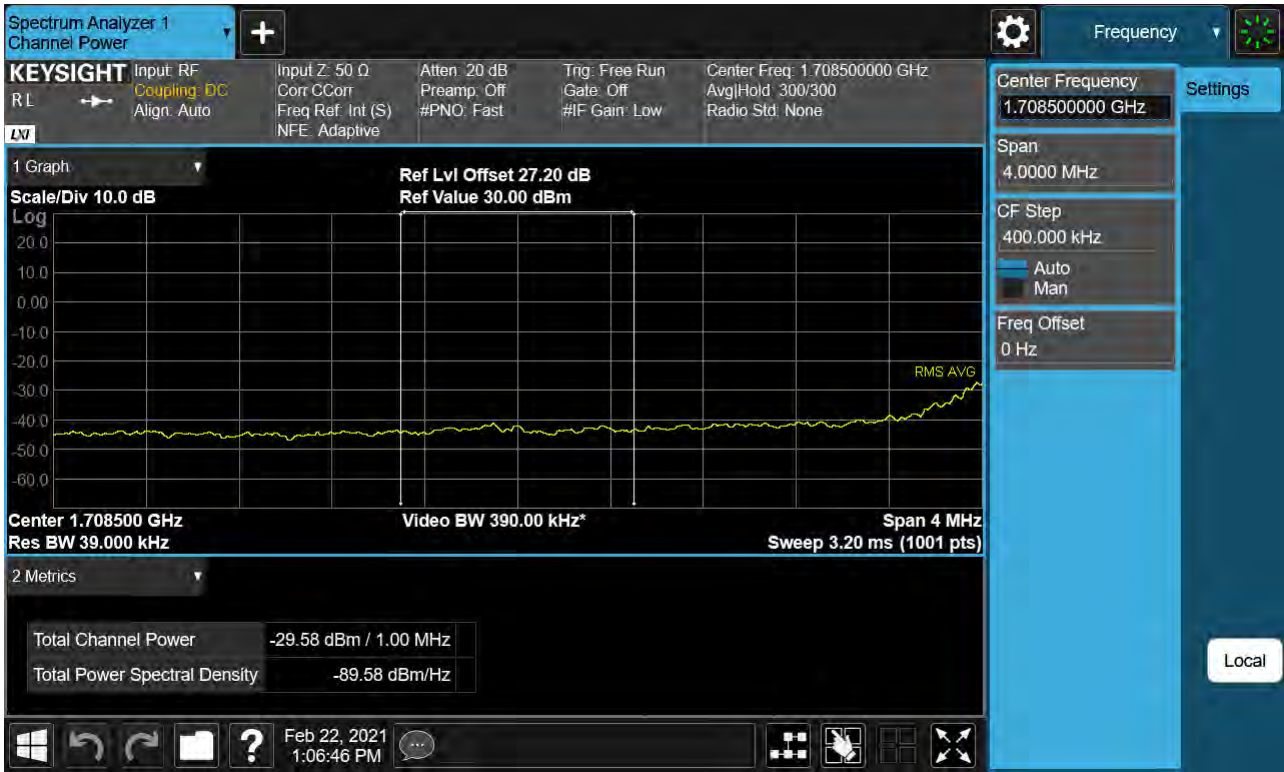 Spectrum Analyzer 1
Channel Power
Frequency
KEYSIGHT
RL
LXI
Input: RF
Coupling: DC
Align: Auto
Input Z: 50 Ω
Corr CCorr
Freq Ref: Int (S)
NFE: Adaptive
Atten: 20 dB
Preamp: Off
#PNO: Fast
Trig: Free Run
Gate: Off
#IF Gain: Low
Center Freq: 1.708500000 GHz
Avg|Hold: 300/300
Radio Std: None
Center Frequency
1.708500000 GHz
Settings
Span
4.0000 MHz
CF Step
400.000 kHz
Auto
Man
Freq Offset
0 Hz
Local
1 Graph
Scale/Div 10.0 dB
Ref Lvl Offset 27.20 dB
Ref Value 30.00 dBm
Log
20.0
10.0
0.00
-10.0
-20.0
-30.0
-40.0
-50.0
-60.0
RMS AVG
Center 1.708500 GHz
Video BW 390.00 kHz*
Span 4 MHz
Res BW 39.000 kHz
Sweep 3.20 ms (1001 pts)
2 Metrics
Total Channel Power -29.58 dBm / 1.00 MHz
Total Power Spectral Density -89.58 dBm/Hz
?
Feb 22, 2021
1:06:46 PM